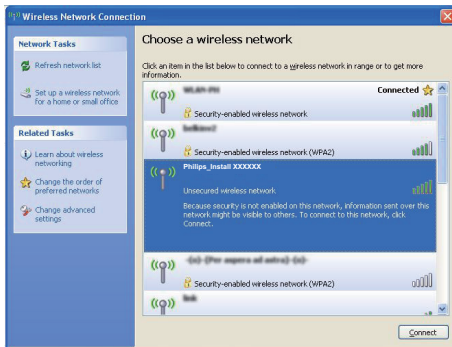 Wireless Network Connection
Network Tasks
Refresh network list
Set up a wireless network
for a home or small office
Related Tasks
Learn about wireless
networking
Change the order of
preferred networks
Change advanced
settings
Choose a wireless network
Click an item in the list below to connect to a wireless network in range or to get more
information.
Connected
Security-enabled wireless network
Security-enabled wireless network (WPA2)
Philips_Install XXXXXX
Unsecured wireless network
Because security is not enabled on this network, information sent over this
network might be visible to others. To connect to this network, click
Connect.
Security-enabled wireless network (WPA2)
Connect